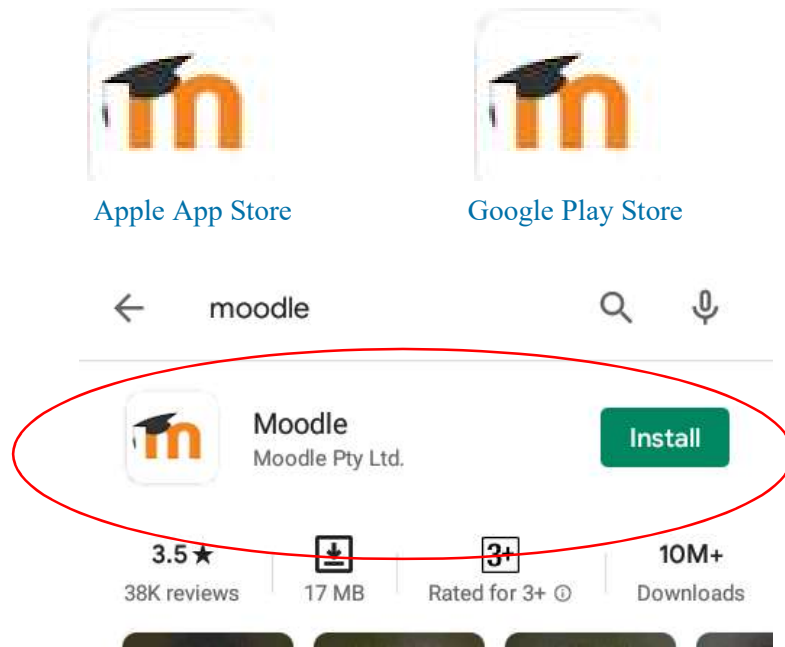 Apple App Store
Google Play Store
moodle
Moodle
Moodle Pty Ltd.
Install
3.5★
3+
10M+
38K reviews
17 MB
Rated for 3+
Downloads